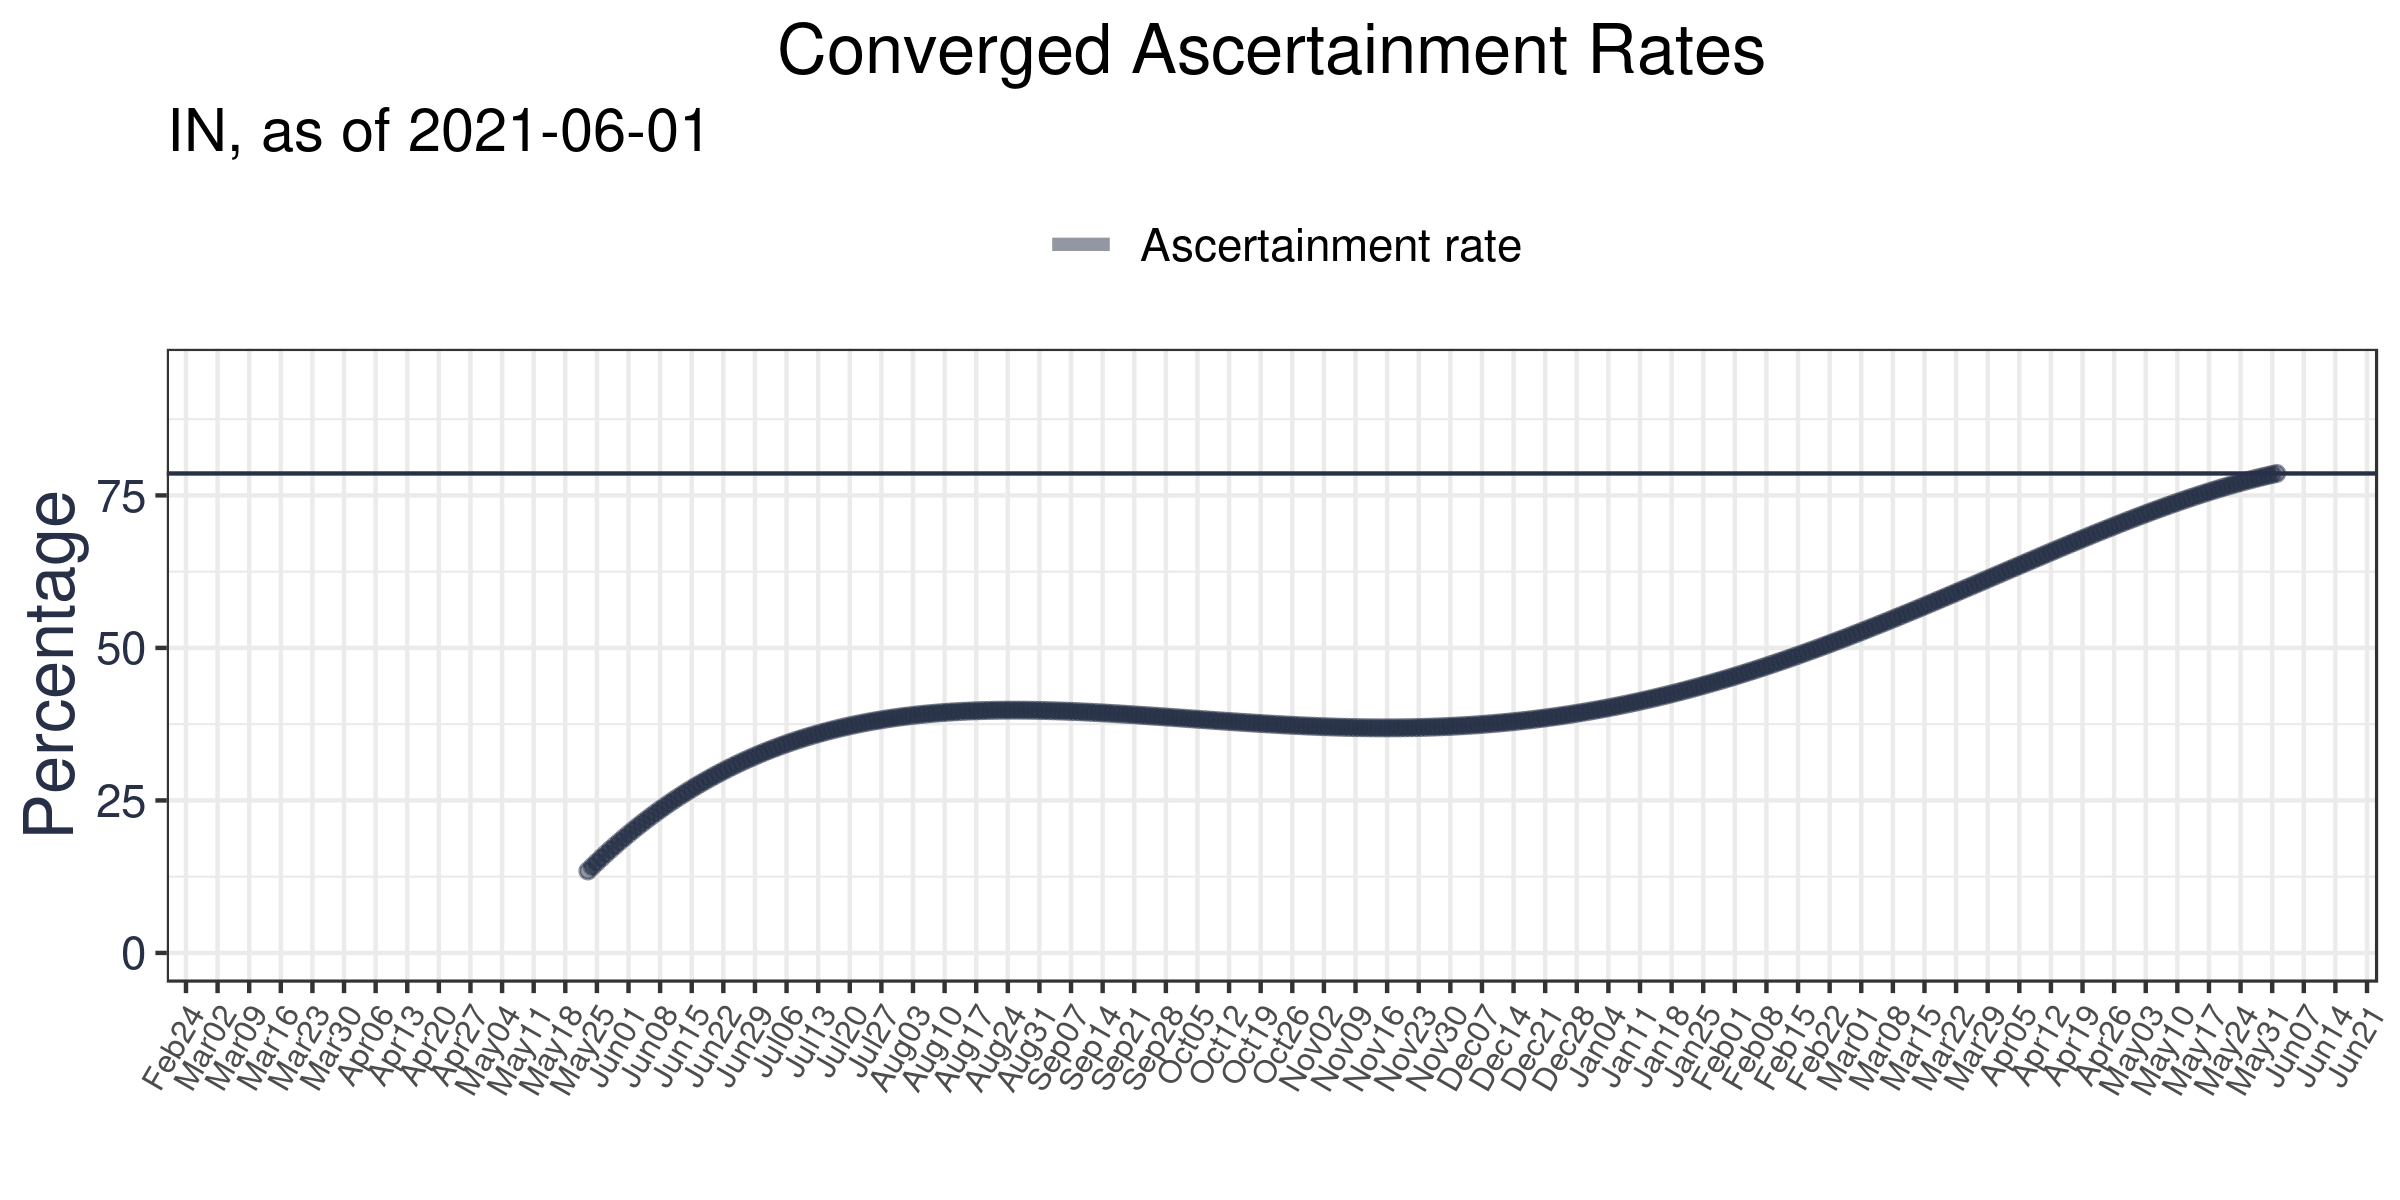 Converged Ascertainment Rates
IN, as of 2021-06-01
Ascertainment rate
Percentage
75
50
25
0
Feb24 Mar02 Mar09 Mar16 Mar23 Mar30 Apr06 Apr13 Apr20 Apr27 May04 May11 May18 May25 Jun01 Jun08 Jun15 Jun22 Jun29 Jul06 Jul13 Jul20 Jul27 Aug03 Aug10 Aug17 Aug24 Aug31 Sep07 Sep14 Sep21 Sep28 Oct05 Oct12 Oct19 Oct26 Nov02 Nov09 Nov16 Nov23 Nov30 Dec07 Dec14 Dec21 Dec28 Jan04 Jan11 Jan18 Jan25 Feb01 Feb08 Feb15 Feb22 Mar01 Mar08 Mar15 Mar22 Mar29 Apr05 Apr12 Apr19 Apr26 May03 May10 May17 May24 May31 Jun07 Jun14 Jun21